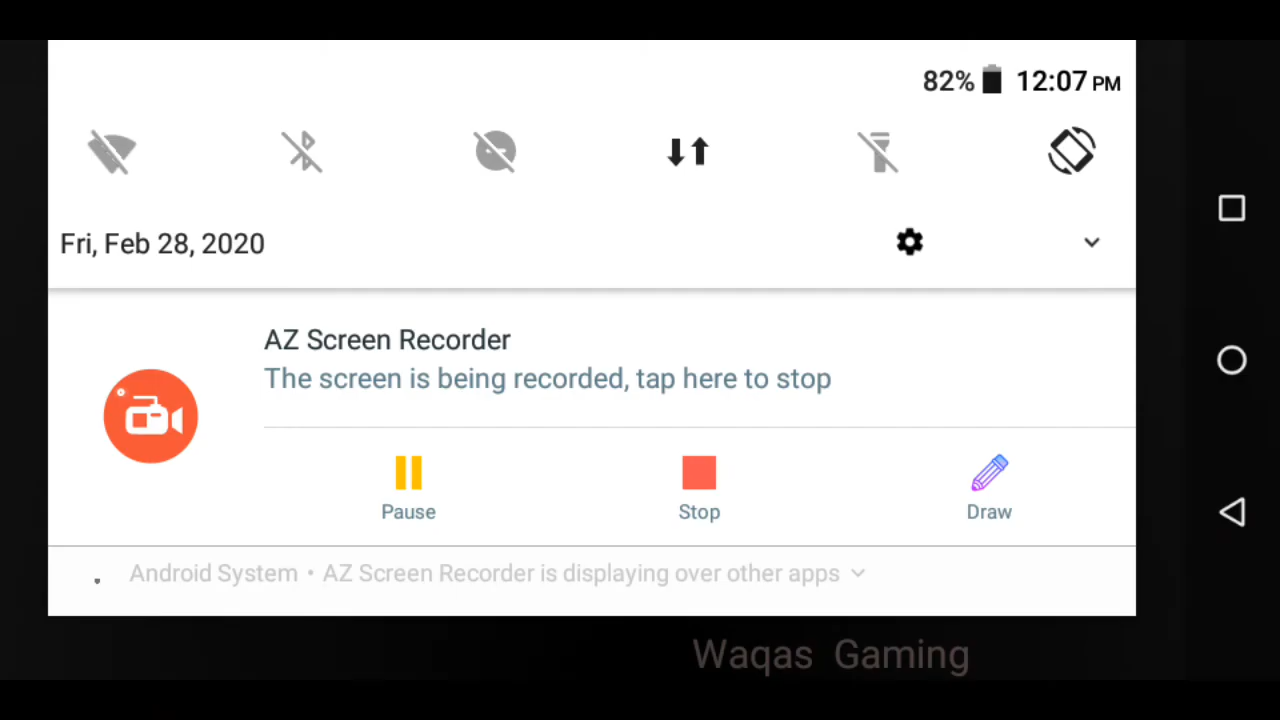 82% 12:07 PM
Fri, Feb 28, 2020
AZ Screen Recorder
The screen is being recorded, tap here to stop
Pause Stop Draw
Android System • AZ Screen Recorder is displaying over other apps
Waqas Gaming